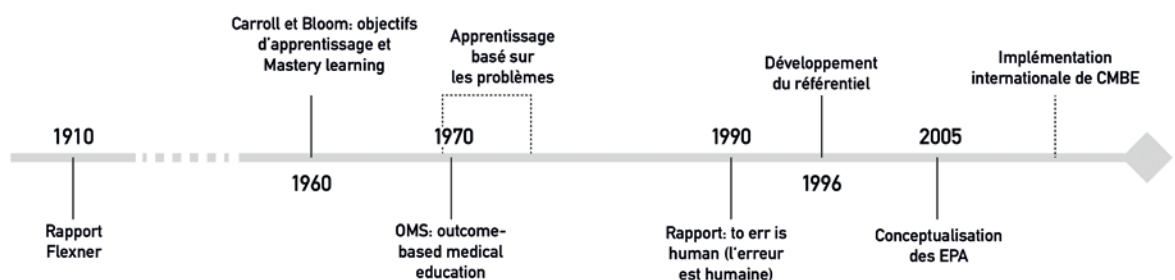 Carroll et Bloom: objectifs
d'apprentissage et
Mastery learning
Apprentissage
basé sur
les problèmes
Développement
du référentiel
Implémentation
internationale de CMBE
1910
1970
1990
2005
1960
1996
Rapport
Flexner
OMS: outcome-
based medical
education
Rapport: to err is
human (l'erreur
est humaine)
Conceptualisation
des EPA